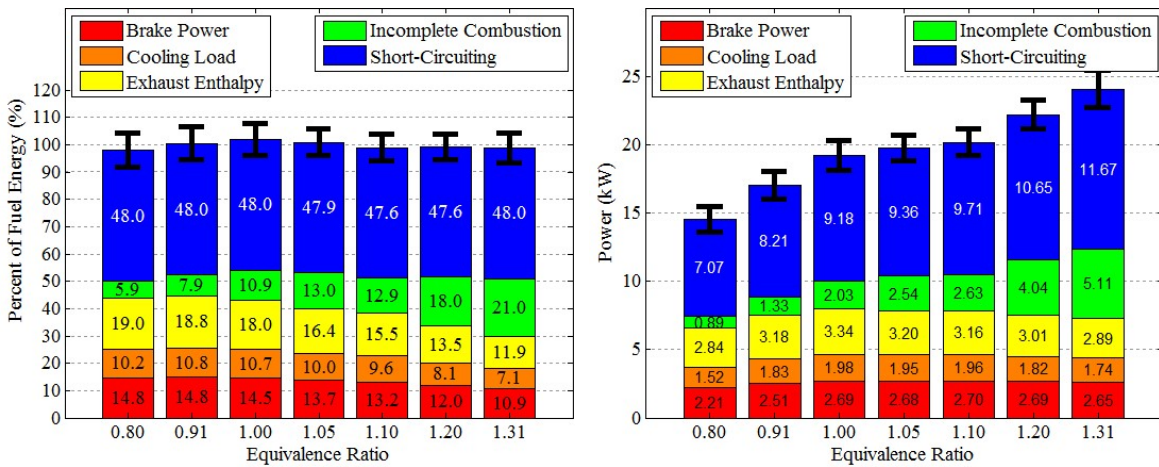 Brake Power
Cooling Load
Exhaust Enthalpy
Incomplete Combustion
Short-Circuiting
Percent of Fuel Energy (%)
120
110
100
90
80
70
60
50
40
30
20
10
48.0 48.0 48.0 47.9 47.6 47.6 48.0
5.9 7.9 10.9 13.0 12.9 18.0 21.0
19.0 18.8 18.0 16.4 15.5 13.5 11.9
10.2 10.8 10.7 10.0 9.6 8.1 7.1
14.8 14.8 14.5 13.7 13.2 12.0 10.9
0.80 0.91 1.00 1.05 1.10 1.20 1.31
Equivalence Ratio
Brake Power
Cooling Load
Exhaust Enthalpy
Incomplete Combustion
Short-Circuiting
Power (kW)
25
20
15
10
5
0
7.07 8.21 9.18 9.36 9.71 10.65 11.67
0.89 1.33 2.03 2.54 2.63 4.04 5.11
2.84 3.18 3.34 3.20 3.16 3.01 2.89
1.52 1.83 1.98 1.95 1.96 1.82 1.74
2.21 2.51 2.69 2.68 2.70 2.69 2.65
0.80 0.91 1.00 1.05 1.10 1.20 1.31
Equivalence Ratio